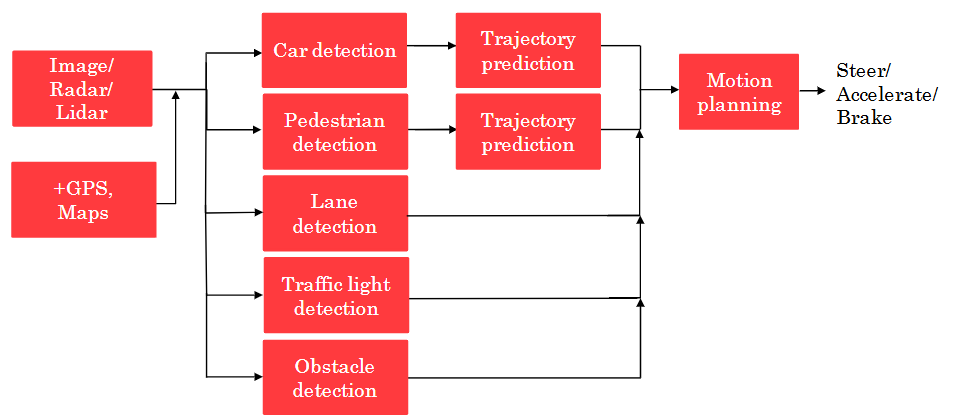 Image/
Radar/
Lidar
+GPS,
Maps
Car detection
Trajectory
prediction
Pedestrian
detection
Trajectory
prediction
Lane
detection
Traffic light
detection
Obstacle
detection
Motion
planning
Steer/
Accelerate/
Brake